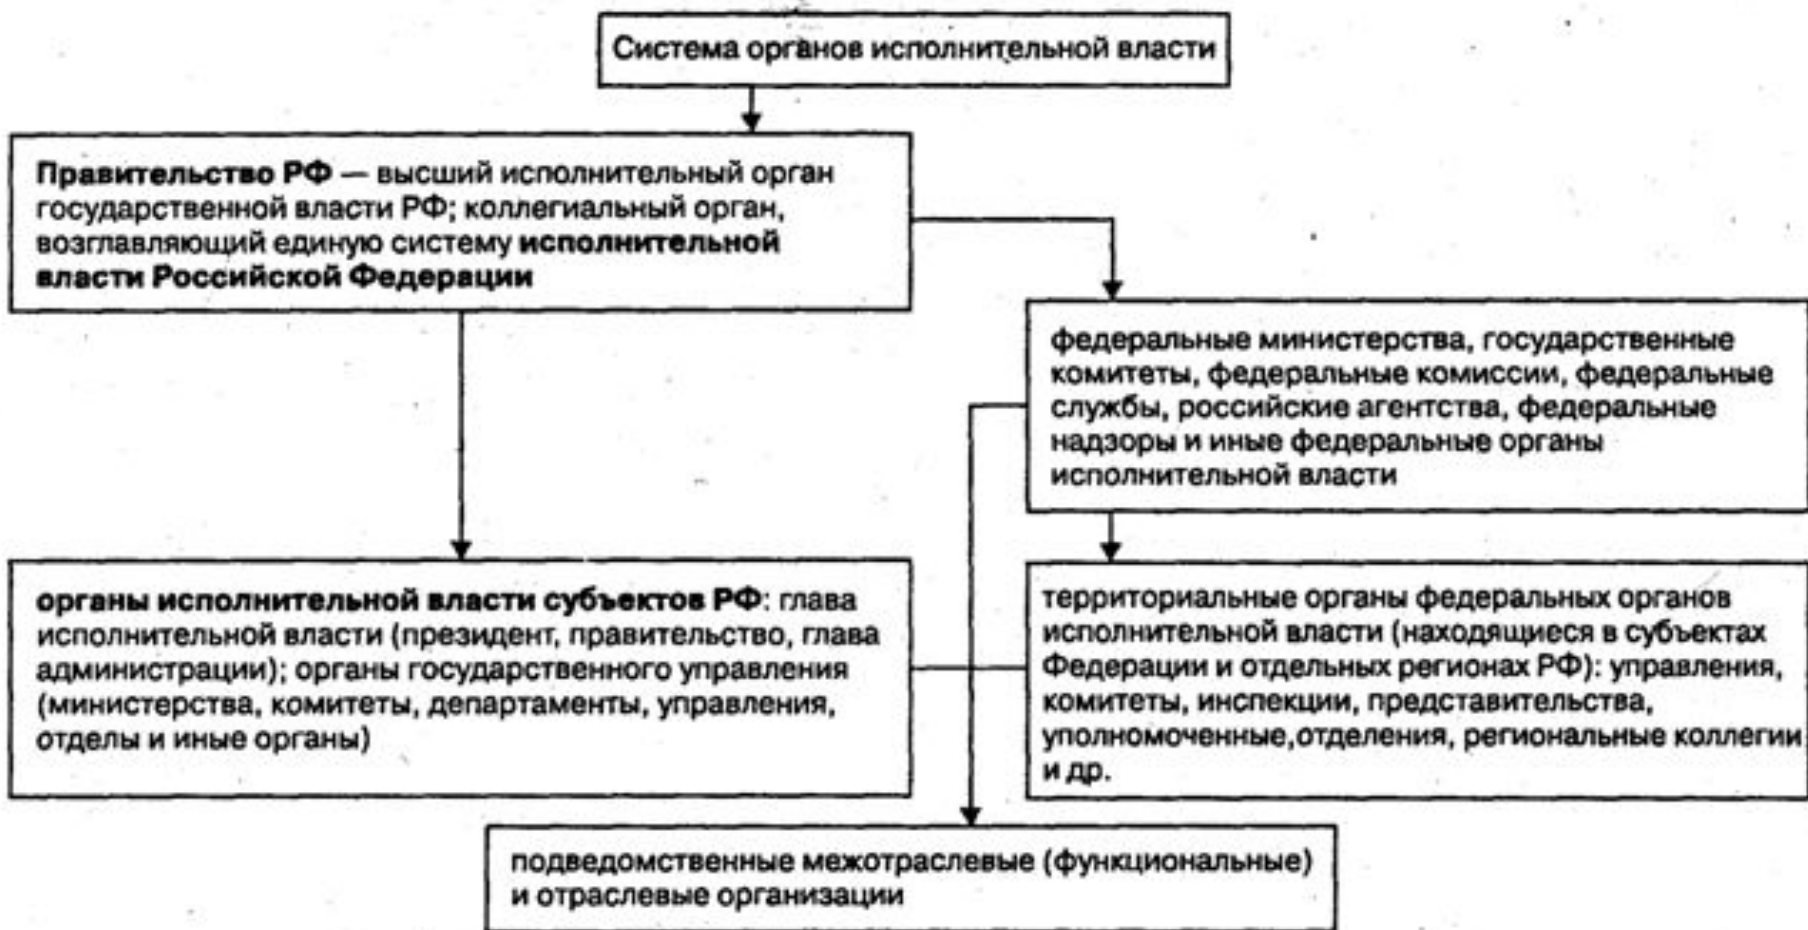 Система органов исполнительной власти
Правительство РФ — высший исполнительный орган
государственной власти РФ; коллегиальный орган,
возглавляющий единую систему исполнительной
власти Российской Федерации
федеральные министерства, государственные
комитеты, федеральные комиссии, федеральные
службы, российские агентства, федеральные
надзоры и иные федеральные органы
исполнительной власти
органы исполнительной власти субъектов РФ: глава
исполнительной власти (президент, правительство, глава
администрации); органы государственного управления
(министерства, комитеты, департаменты, управления,
отделы и иные органы)
территориальные органы федеральных органов
исполнительной власти (находящиеся в субъектах
Федерации и отдельных регионах РФ): управления,
комитеты, инспекции, представительства,
уполномоченные,отделения, региональные коллегии
и др.
подведомственные межотраслевые (функциональные)
и отраслевые организации